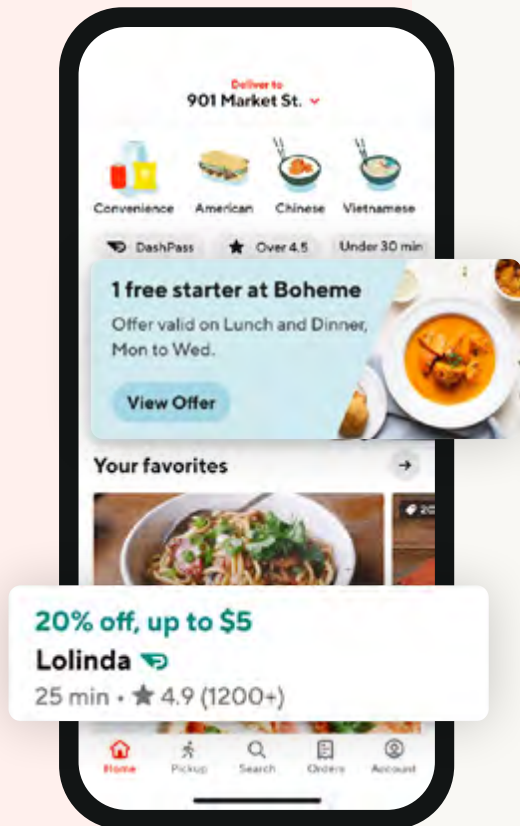 Deliver to
901 Market St.
Convenience American Chinese Vietnamese
DashPass Over 4.5 Under 30 min
1 free starter at Boheme
Offer valid on Lunch and Dinner,
Mon to Wed.
View Offer
Your favorites
20% off, up to $5
Lolinda
25 min • ★ 4.9 (1200+)
Home Pickup Search Orders Account